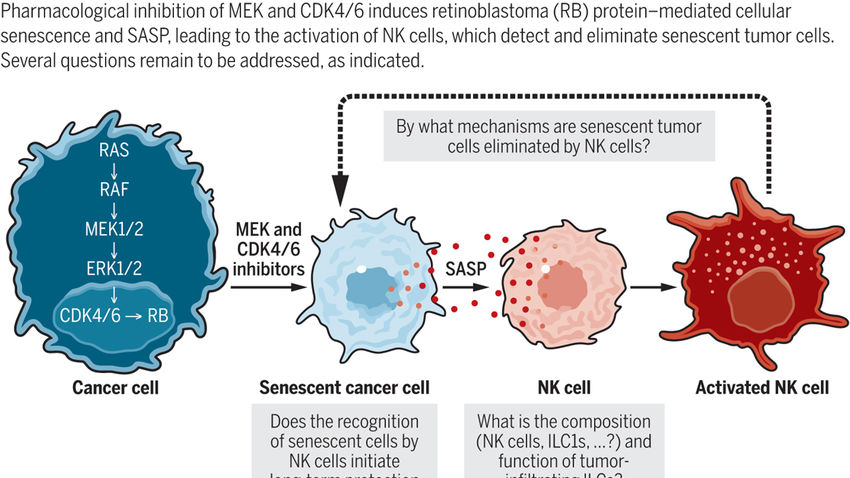 Pharmacological inhibition of MEK and CDK4/6 induces retinoblastoma (RB) protein–mediated cellular
senescence and SASP, leading to the activation of NK cells, which detect and eliminate senescent tumor cells.
Several questions remain to be addressed, as indicated.
By what mechanisms are senescent tumor
cells eliminated by NK cells?
RAS
RAF
MEK1/2
ERK1/2
CDK4/6 → RB
MEK and
CDK4/6
inhibitors
SASP
Cancer cell
Senescent cancer cell
NK cell
Activated NK cell
Does the recognition
of senescent cells by
NK cells initiate
long-term protection
What is the composition
(NK cells, ILC1s, ...?) and
function of tumor-
infiltrating ILCs?